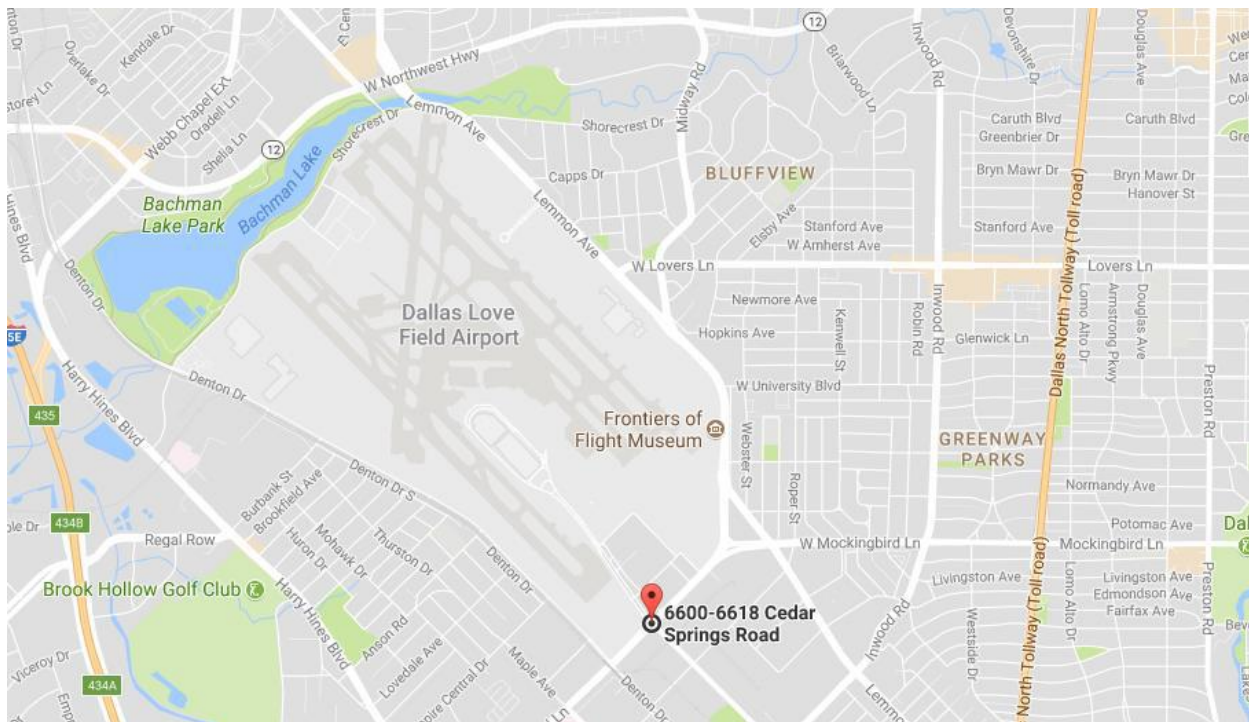 Kendale Dr
Overlake Dr
Webb Chapel Ext
Oradell Ln
Shelia Ln
W Northwest Hwy
12
Midway Rd
12
Briarwood Ln
Inwood Rd
Devonshire Dr
Douglas Ave
Lemmon Ave
Shorecrest Dr
Shorecrest Dr
Caruth Blvd
Greenbrier Dr
Caruth Blvd
Capps Dr
BLUFFVIEW
Bryn Mawr Dr
Bryn Mawr Dr
Hanover St
Bachman
Lake Park
Bachman Lake
Lemmon Ave
Elsby Ave
Stanford Ave
W Amherst Ave
Stanford Ave
Dallas North Tollway (Toll road)
Hines Blvd
Denton Dr
W Lovers Ln
Lovers Ln
Dallas Love
Field Airport
Newmore Ave
Hopkins Ave
Kenwell St
Robin Rd
Inwood Rd
Glenwick Ln
Lomo Alto Dr
Armstrong Pkwy
Douglas Ave
5E
Harry Hines Blvd
Denton Dr
W University Blvd
Preston Rd
435
Frontiers of
Flight Museum
Webster St
Roper St
GREENWAY
PARKS
Burbank St
Brookfield Ave
Denton Dr S
Normandy Ave
434B
Regal Row
Huron Dr
Mohawk Dr
Thurston Dr
Denton Dr
Potomac Ave
W Mockingbird Ln
Mockingbird Ln
Brook Hollow Golf Club
Harry Hines Blvd
6600-6618 Cedar
Springs Road
Livingston Ave
Livingston Ave
Edmondson Ave
Fairfax Ave
Inwood Rd
Westside Dr
Lomo Alto Dr
Preston Rd
Anson Rd
Lovedale Ave
Maple Ave
Denton Dr
North Tollway (Toll road)
Viceroy Dr
434A